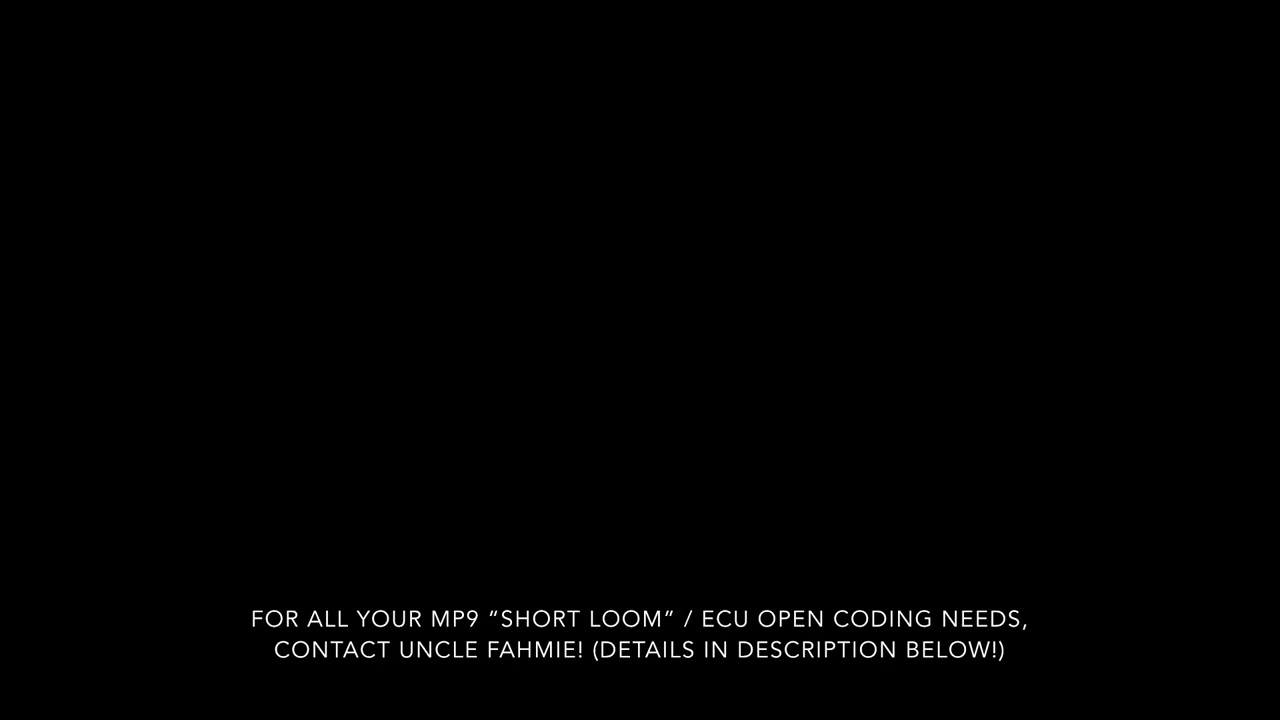 FOR ALL YOUR MP9 “SHORT LOOM” / ECU OPEN CODING NEEDS,
CONTACT UNCLE FAHMIE! (DETAILS IN DESCRIPTION BELOW!)